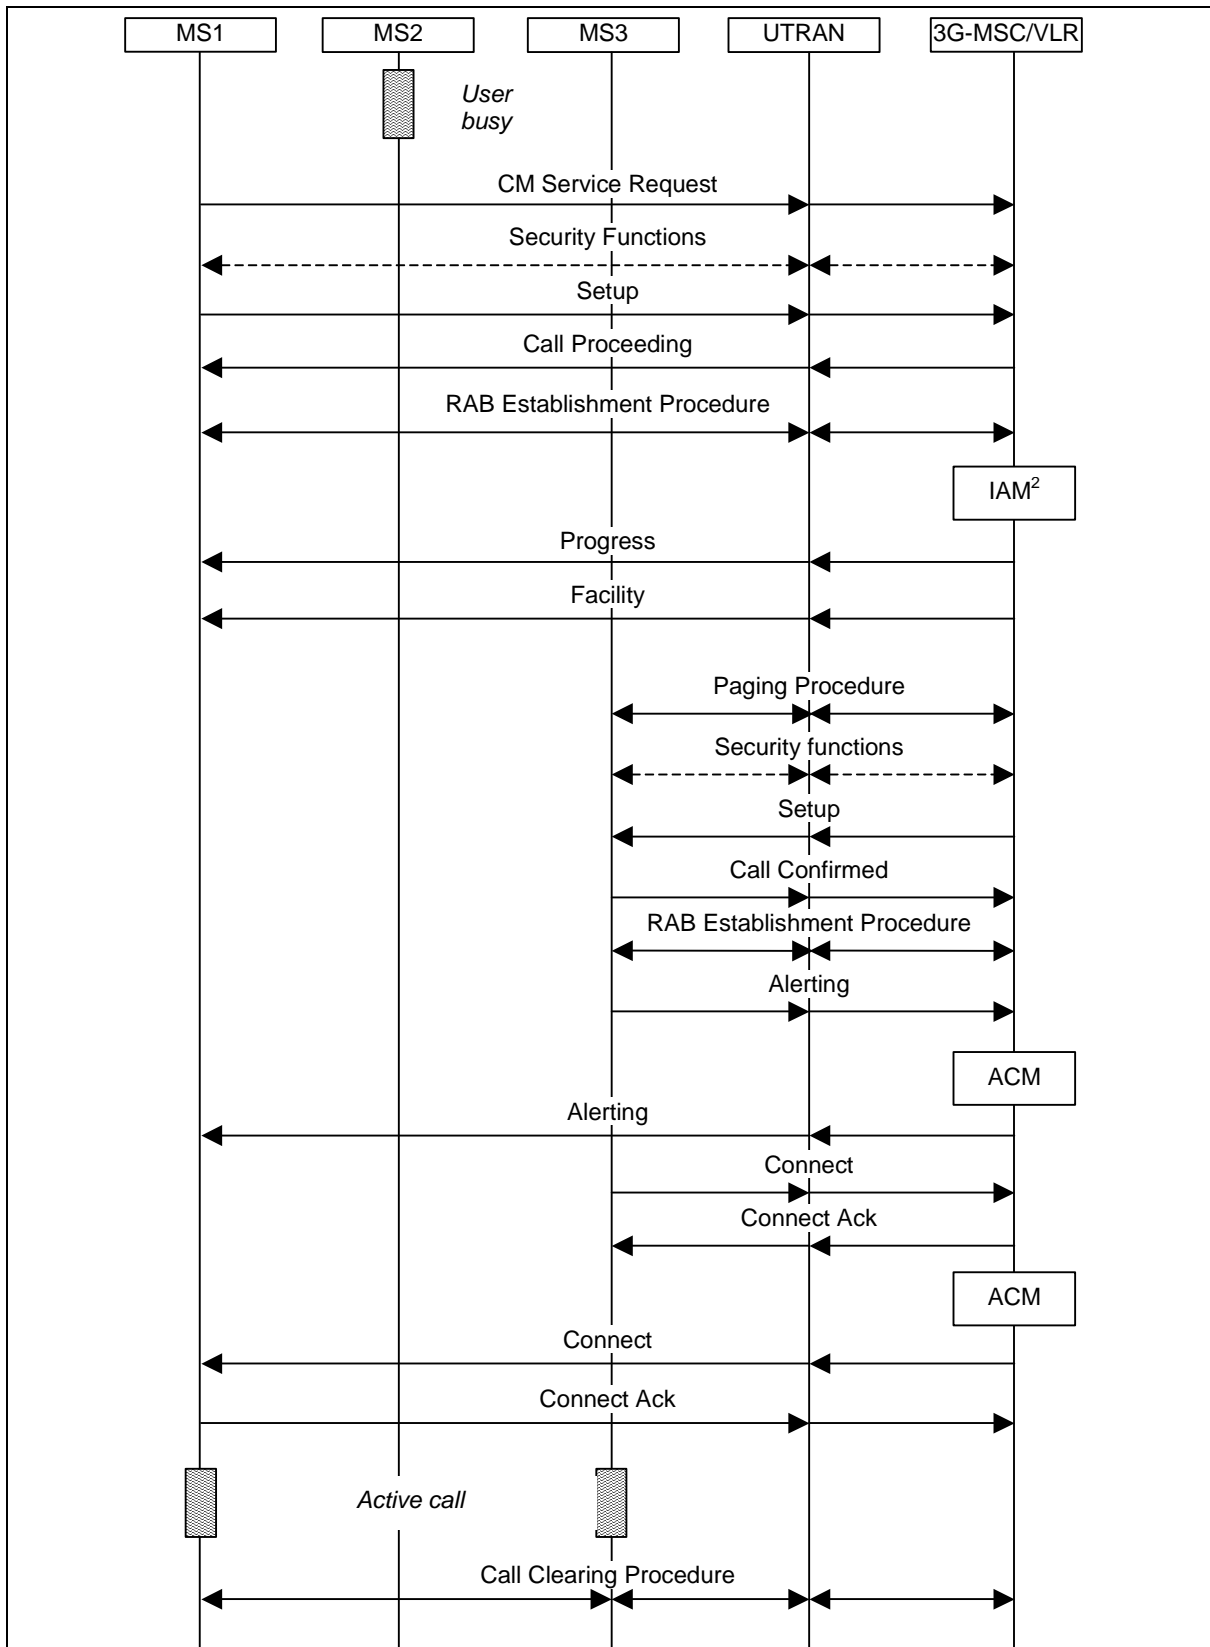 MS1 MS2 MS3 UTRAN 3G-MSC/VLR
User
busy
CM Service Request
Security Functions
Setup
Call Proceeding
RAB Establishment Procedure
IAM²
Progress
Facility
Paging Procedure
Security functions
Setup
Call Confirmed
RAB Establishment Procedure
Alerting
ACM
Alerting
Connect
Connect Ack
ACM
Connect
Connect Ack
Active call
Call Clearing Procedure